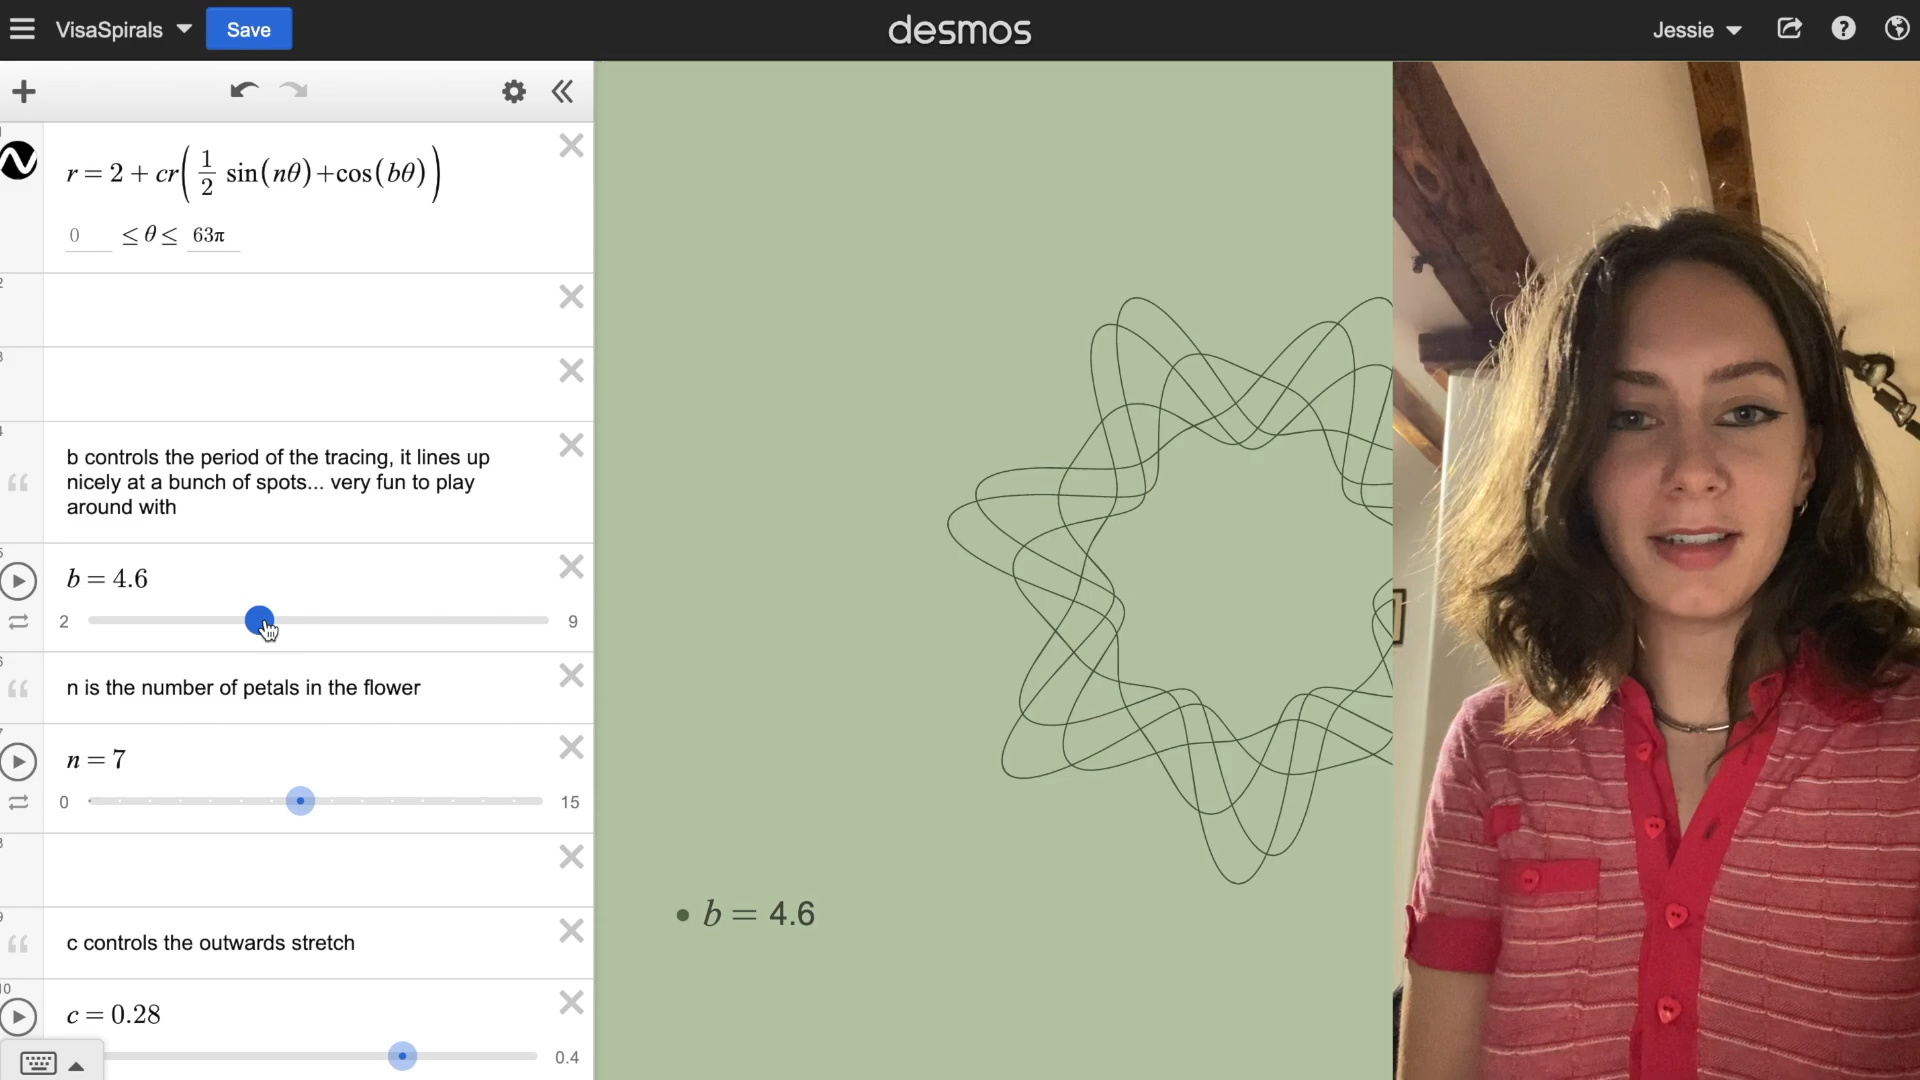 VisaSpirals
Save
desmos
Jessie
r = 2 + cr(1/2 sin(nθ)+cos(bθ))
0 ≤ θ ≤ 63π
b controls the period of the tracing, it lines up
nicely at a bunch of spots... very fun to play
around with
b = 4.6
2
9
n is the number of petals in the flower
n = 7
0
15
c controls the outwards stretch
10
c = 0.28
0.4
b = 4.6